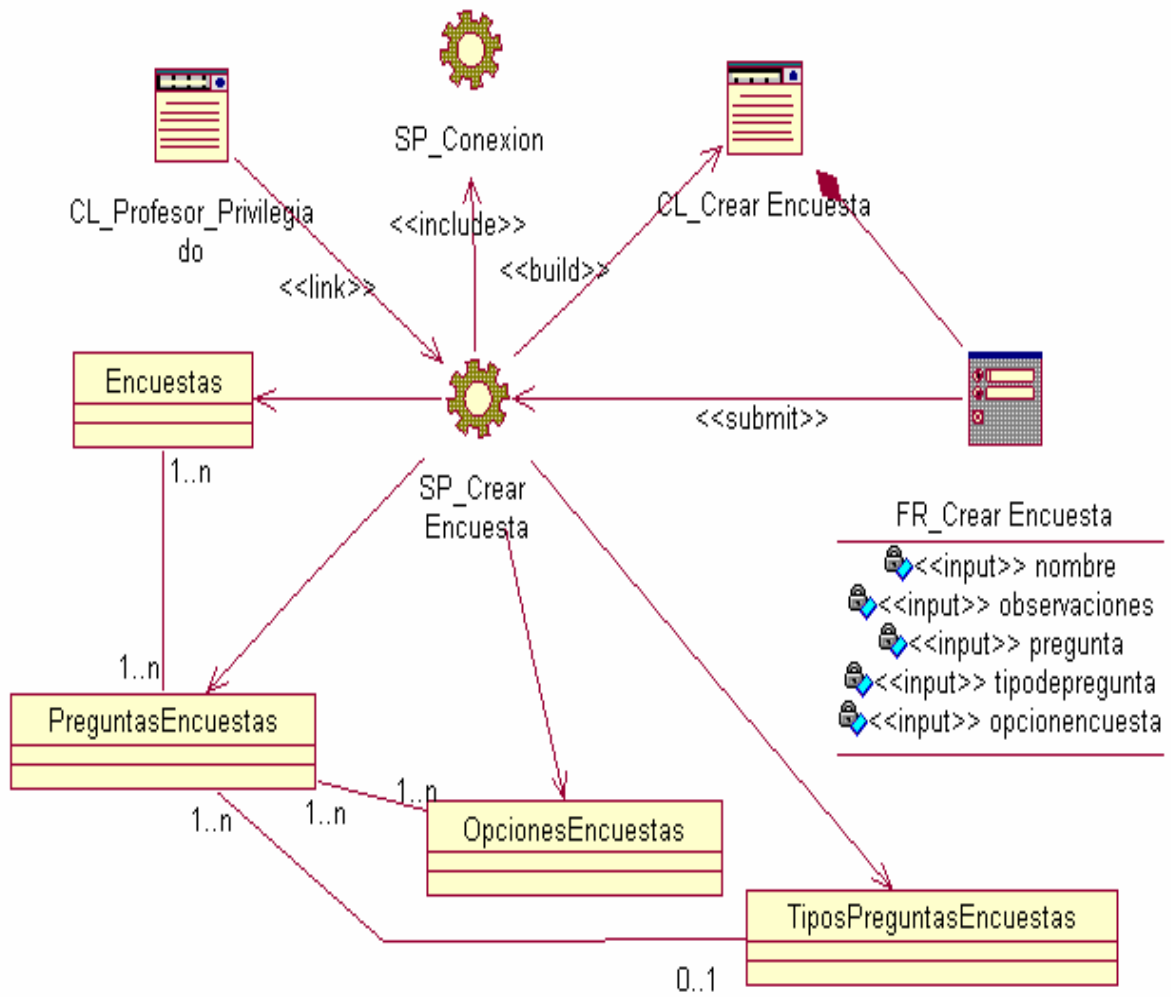 SP_Conexion
CL_Profesor_Privilegia
do
CL_Crear Encuesta
<<include>>
<<build>>
<<link>>
Encuestas
<<submit>>
1..n
SP_Crear
Encuesta
FR_Crear Encuesta
<<input>> nombre
<<input>> observaciones
<<input>> pregunta
<<input>> tipodepregunta
<<input>> opcionencuesta
1..n
PreguntasEncuestas
1..n
1..n
1..n
OpcionesEncuestas
TiposPreguntasEncuestas
0..1